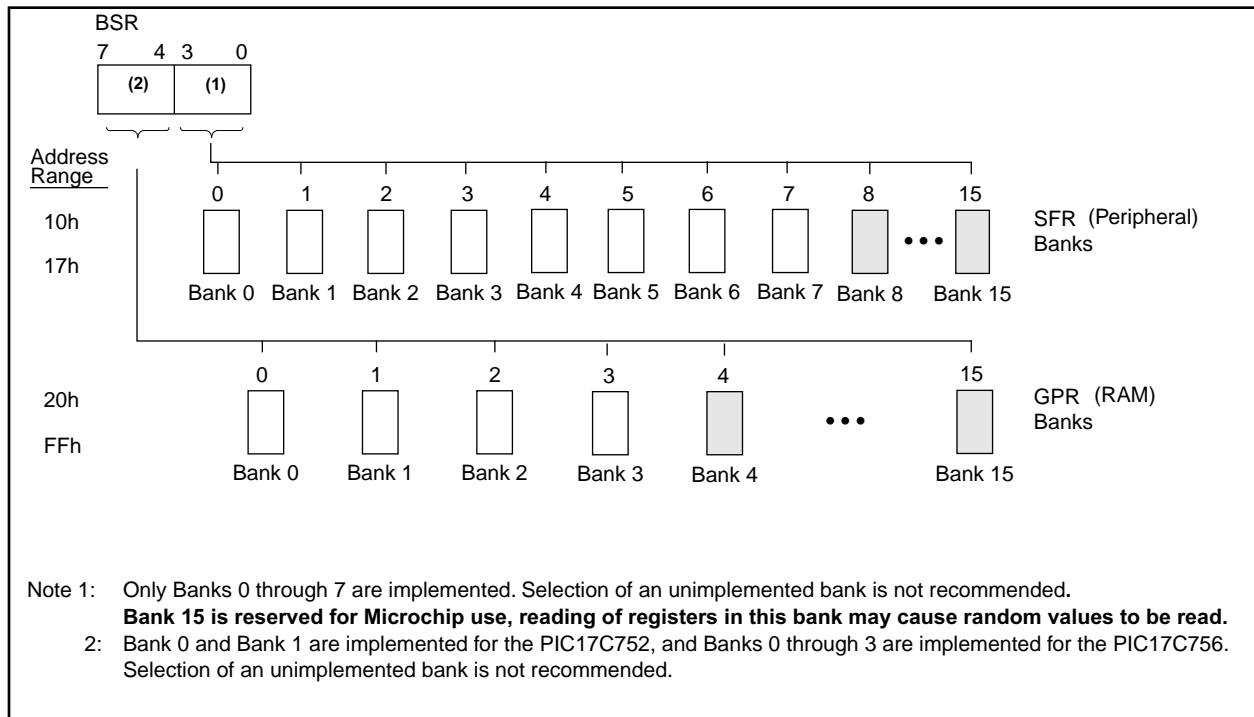 BSR
7 4 3 0
(2) (1)
Address
Range
0 1 2 3 4 5 6 7 8 15
10h
17h
SFR (Peripheral)
Banks
•••
Bank 0 Bank 1 Bank 2 Bank 3 Bank 4 Bank 5 Bank 6 Bank 7 Bank 8 Bank 15
0 1 2 3 4 15
20h
FFh
GPR (RAM)
Banks
•••
Bank 0 Bank 1 Bank 2 Bank 3 Bank 4 Bank 15
Note 1: Only Banks 0 through 7 are implemented. Selection of an unimplemented bank is not recommended.
Bank 15 is reserved for Microchip use, reading of registers in this bank may cause random values to be read.
2: Bank 0 and Bank 1 are implemented for the PIC17C752, and Banks 0 through 3 are implemented for the PIC17C756.
Selection of an unimplemented bank is not recommended.